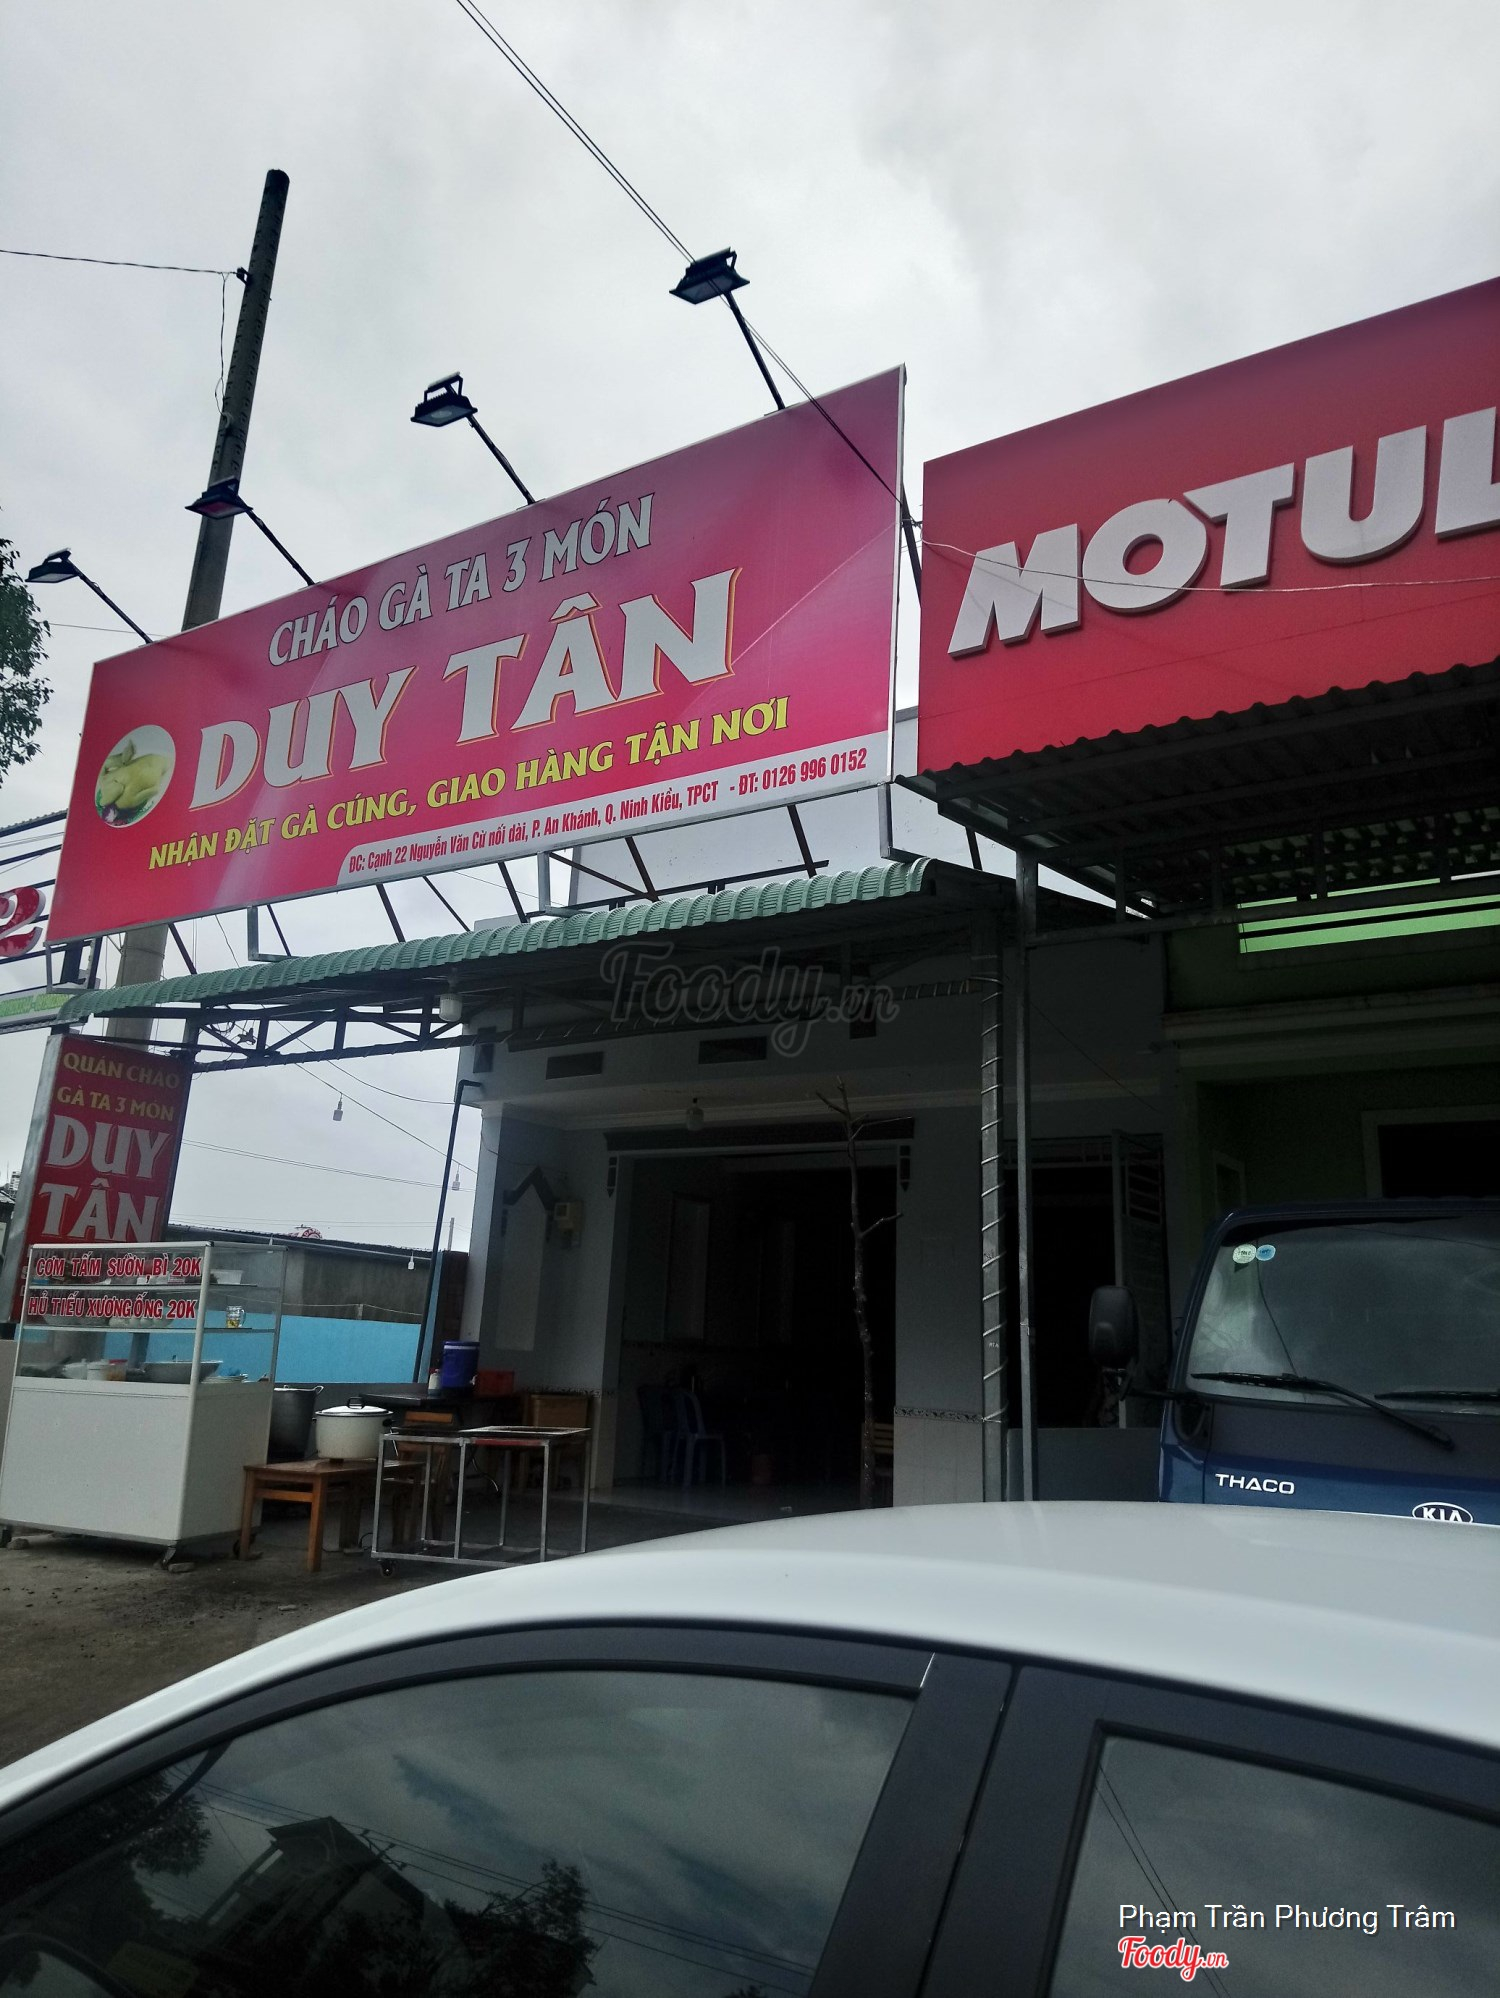 CHÁO GÀ TA 3 MÓN
DUY TÂN
NHẬN ĐẶT GÀ CÚNG, GIAO HÀNG TẬN NƠI
ĐC: Cạnh 22 Nguyễn Văn Cừ nối dài, P. An Khánh, Q. Ninh Kiều, TPCT - ĐT: 0126 996 0152
MOTUL
2
Foody.vn
QUÁN CHÁO
GÀ TA 3 MÓN
DUY
TÂN
CƠM TẤM SƯỜN, BÌ 20K
HỦ TIẾU XƯƠNG ỐNG 20K
THACO
KIA
Phạm Trần Phương Trâm
Foody.vn